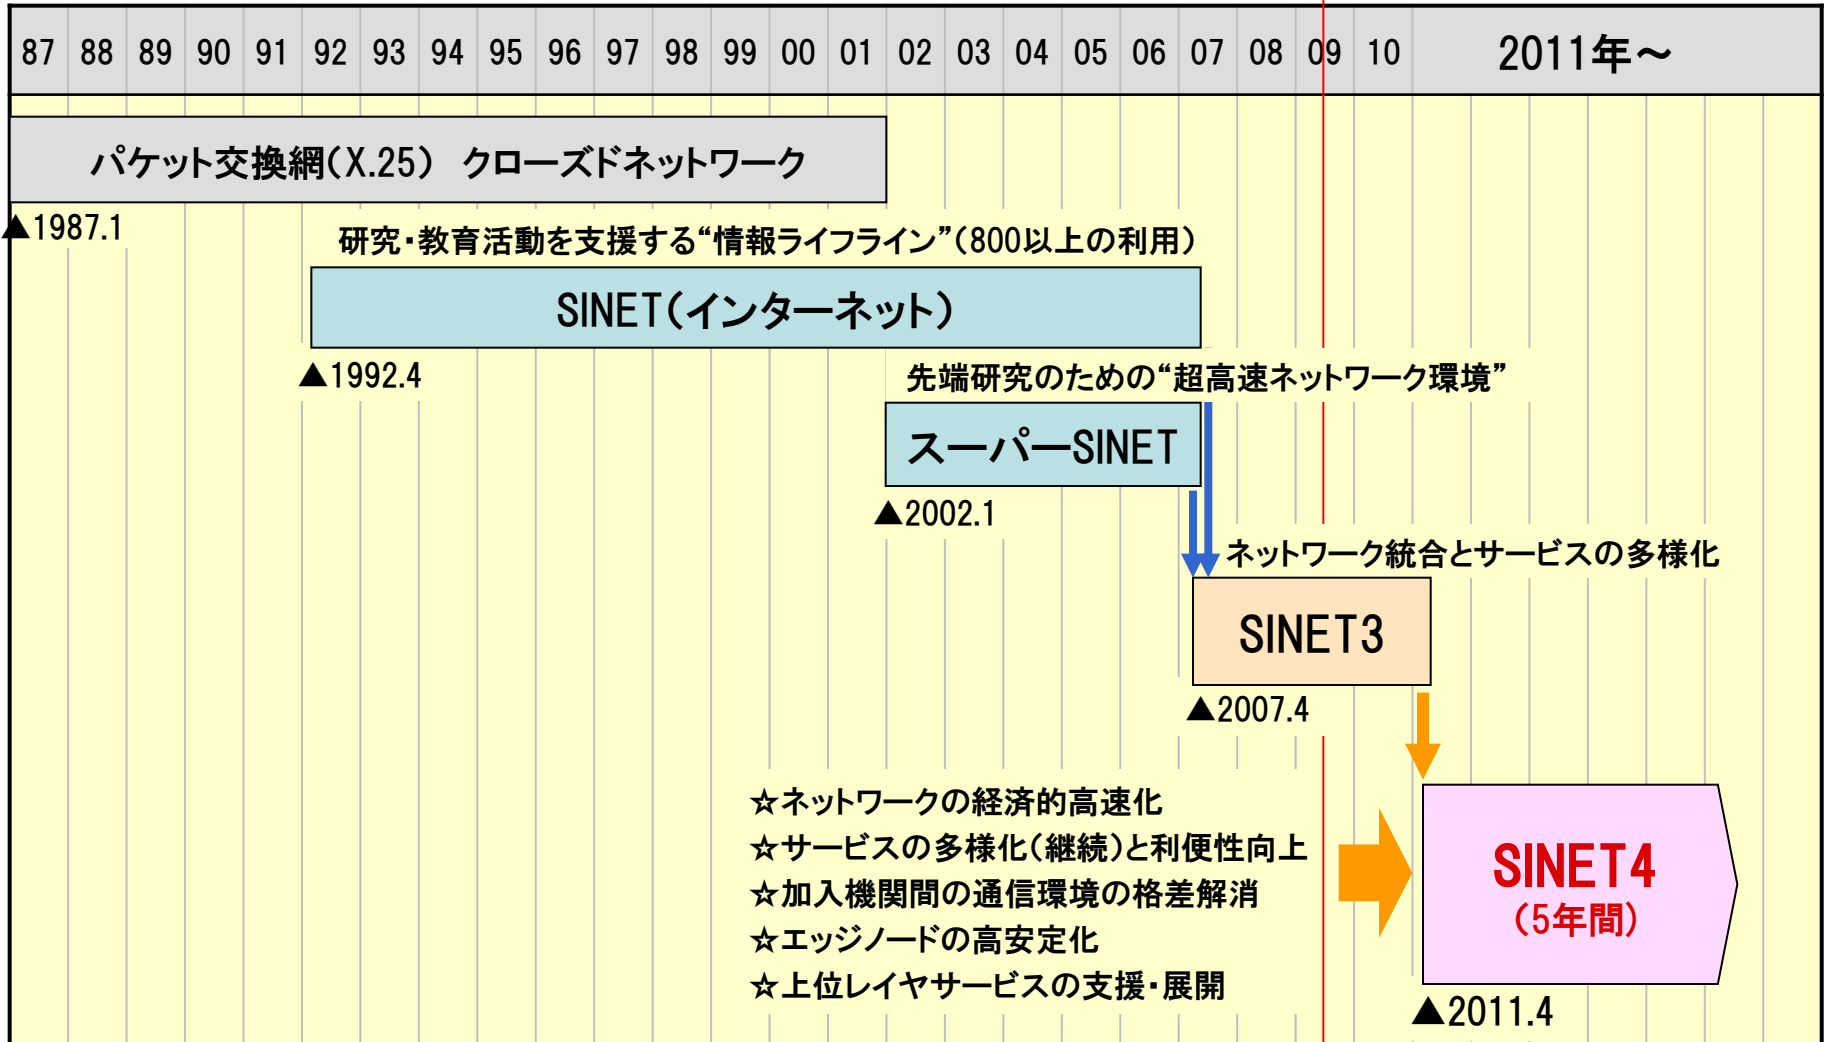 87 88 89 90 91 92 93 94 95 96 97 98 99 00 01 02 03 04 05 06 07 08 09 10 2011年～
パケット交換網(X.25) クローズドネットワーク
▲1987.1
研究・教育活動を支援する“情報ライフライン”(800以上の利用)
SINET(インターネット)
▲1992.4
先端研究のための“超高速ネットワーク環境”
スーパーSINET
▲2002.1
ネットワーク統合とサービスの多様化
SINET3
▲2007.4
☆ネットワークの経済的高速化
☆サービスの多様化(継続)と利便性向上
☆加入機関間の通信環境の格差解消
☆エッジノードの高安定化
☆上位レイヤサービスの支援・展開
SINET4
(5年間)
▲2011.4